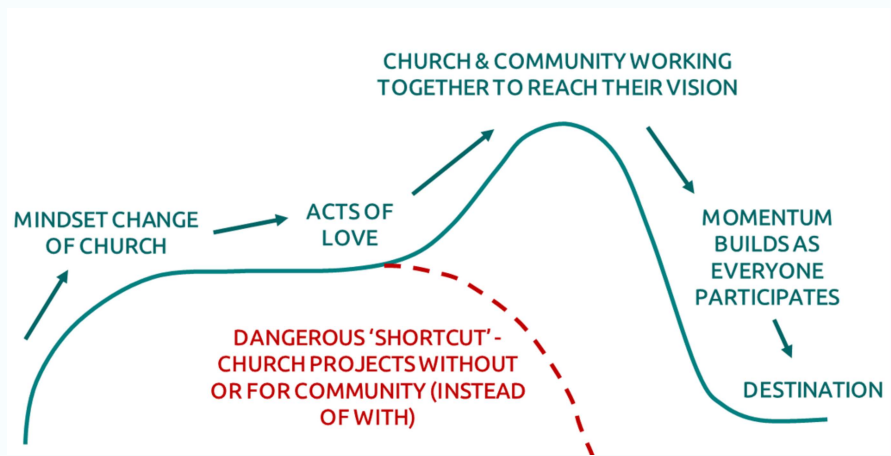 CHURCH & COMMUNITY WORKING
TOGETHER TO REACH THEIR VISION
MINDSET CHANGE
OF CHURCH
ACTS OF
LOVE
MOMENTUM
BUILDS AS
EVERYONE
PARTICIPATES
DANGEROUS ‘SHORTCUT’ -
CHURCH PROJECTS WITHOUT
OR FOR COMMUNITY (INSTEAD
OF WITH)
DESTINATION